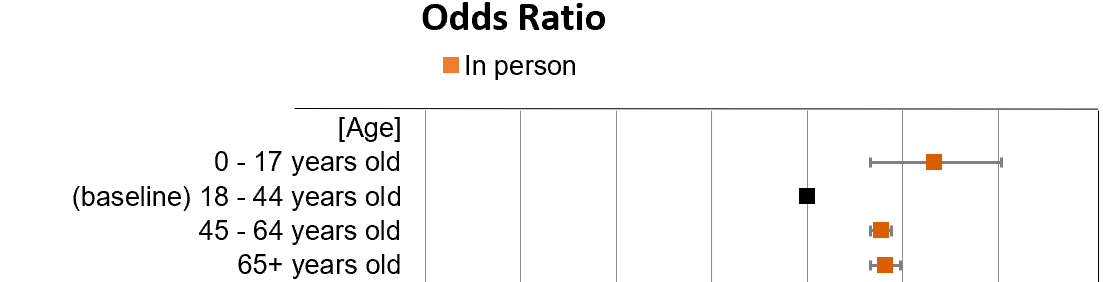 Odds Ratio
In person
[Age]
0 - 17 years old
(baseline) 18 - 44 years old
45 - 64 years old
65+ years old